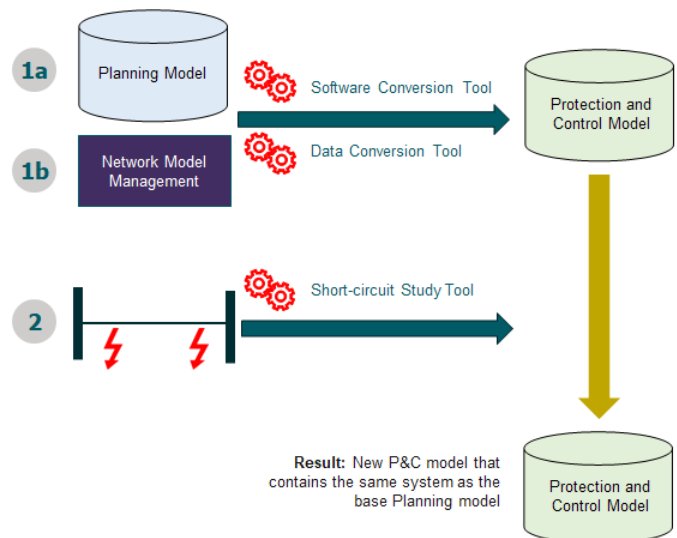 1a
Planning Model
Software Conversion Tool
Protection and
Control Model
1b
Network Model
Management
Data Conversion Tool
2
Short-circuit Study Tool
Result: New P&C model that
contains the same system as the
base Planning model
Protection and
Control Model